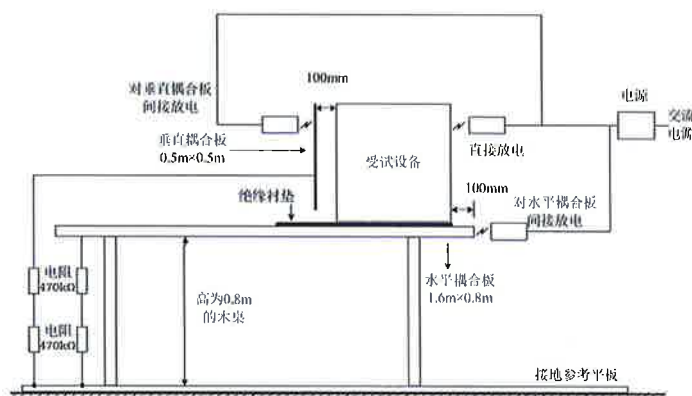 100mm
对垂直耦合板
间接放电
电源
交流
电源
垂直耦合板
0.5m×0.5m
受试设备
直接放电
100mm
绝缘衬垫
对水平耦合板
间接放电
电阻
470kΩ
高为0.8m
的木桌
水平耦合板
1.6m×0.8m
电阻
470kΩ
接地参考平板